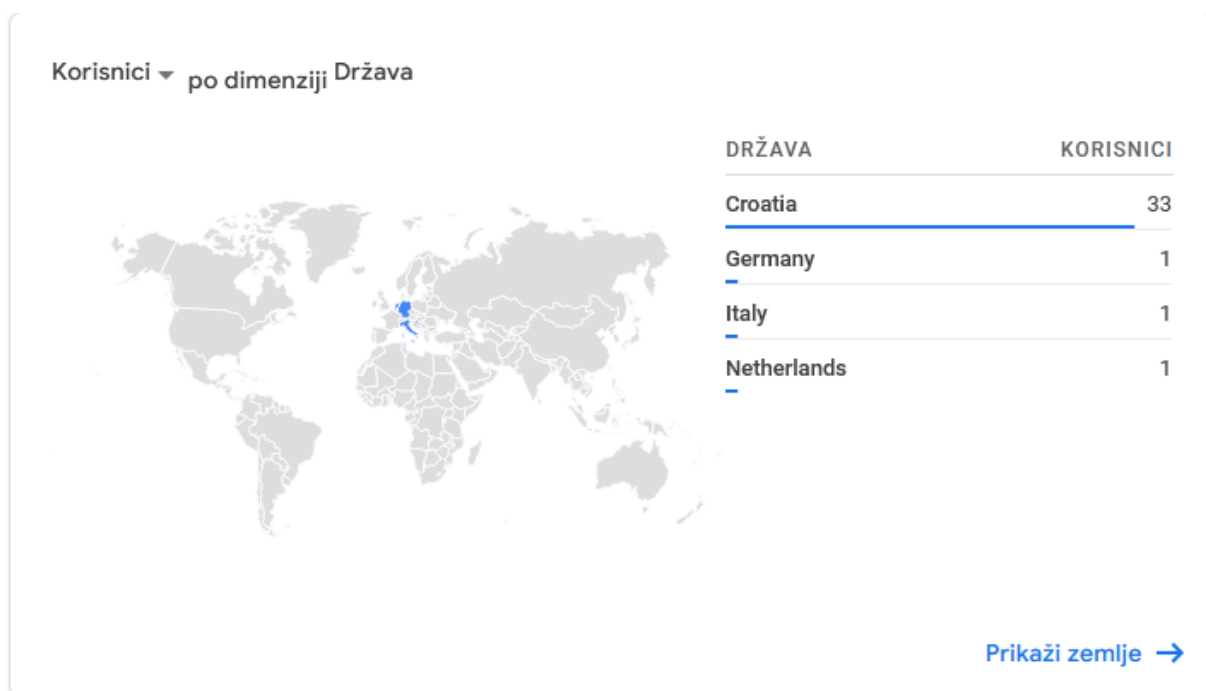 Korisnici po dimenziji Država
DRŽAVA KORISNICI
Croatia 33
Germany 1
Italy 1
Netherlands 1
Prikaži zemlje